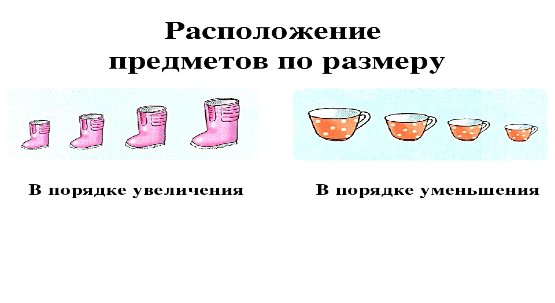 Расположение
предметов по размеру
В порядке увеличения
В порядке уменьшения